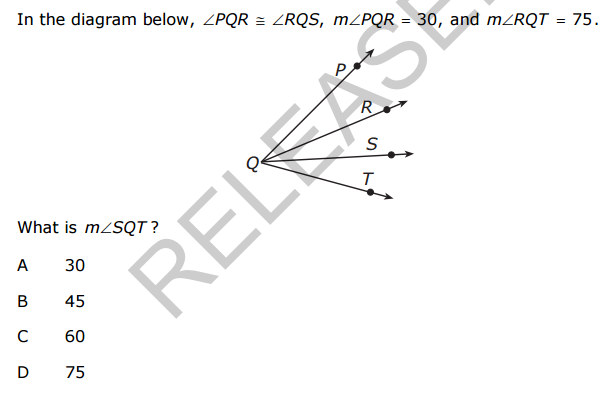 In the diagram below, ∠PQR ≅ ∠RQS, m∠PQR = 30, and m∠RQT = 75.
P
R
S
Q
T
RELEASE
What is m∠SQT?
A 30
B 45
C 60
D 75